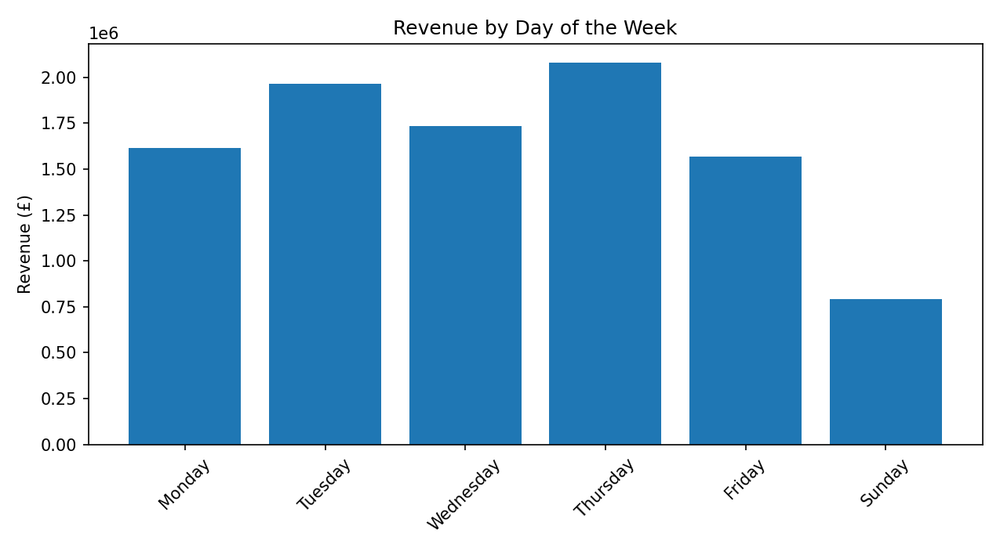 Revenue by Day of the Week
1e6
Revenue (£)
2.00
1.75
1.50
1.25
1.00
0.75
0.50
0.25
0.00
Monday
Tuesday
Wednesday
Thursday
Friday
Sunday